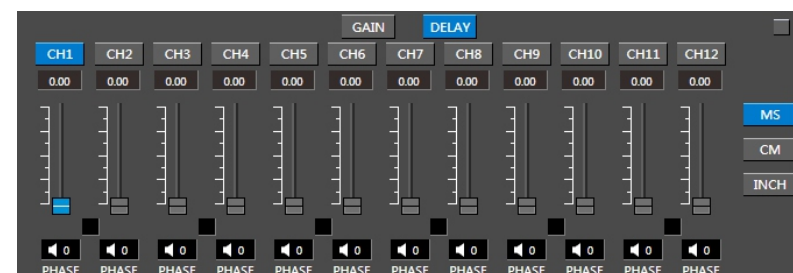 GAIN DELAY
CH1 CH2 CH3 CH4 CH5 CH6 CH7 CH8 CH9 CH10 CH11 CH12
0.00 0.00 0.00 0.00 0.00 0.00 0.00 0.00 0.00 0.00 0.00 0.00
MS
CM
INCH
0 0 0 0 0 0 0 0 0 0 0 0
PHASE PHASE PHASE PHASE PHASE PHASE PHASE PHASE PHASE PHASE PHASE PHASE